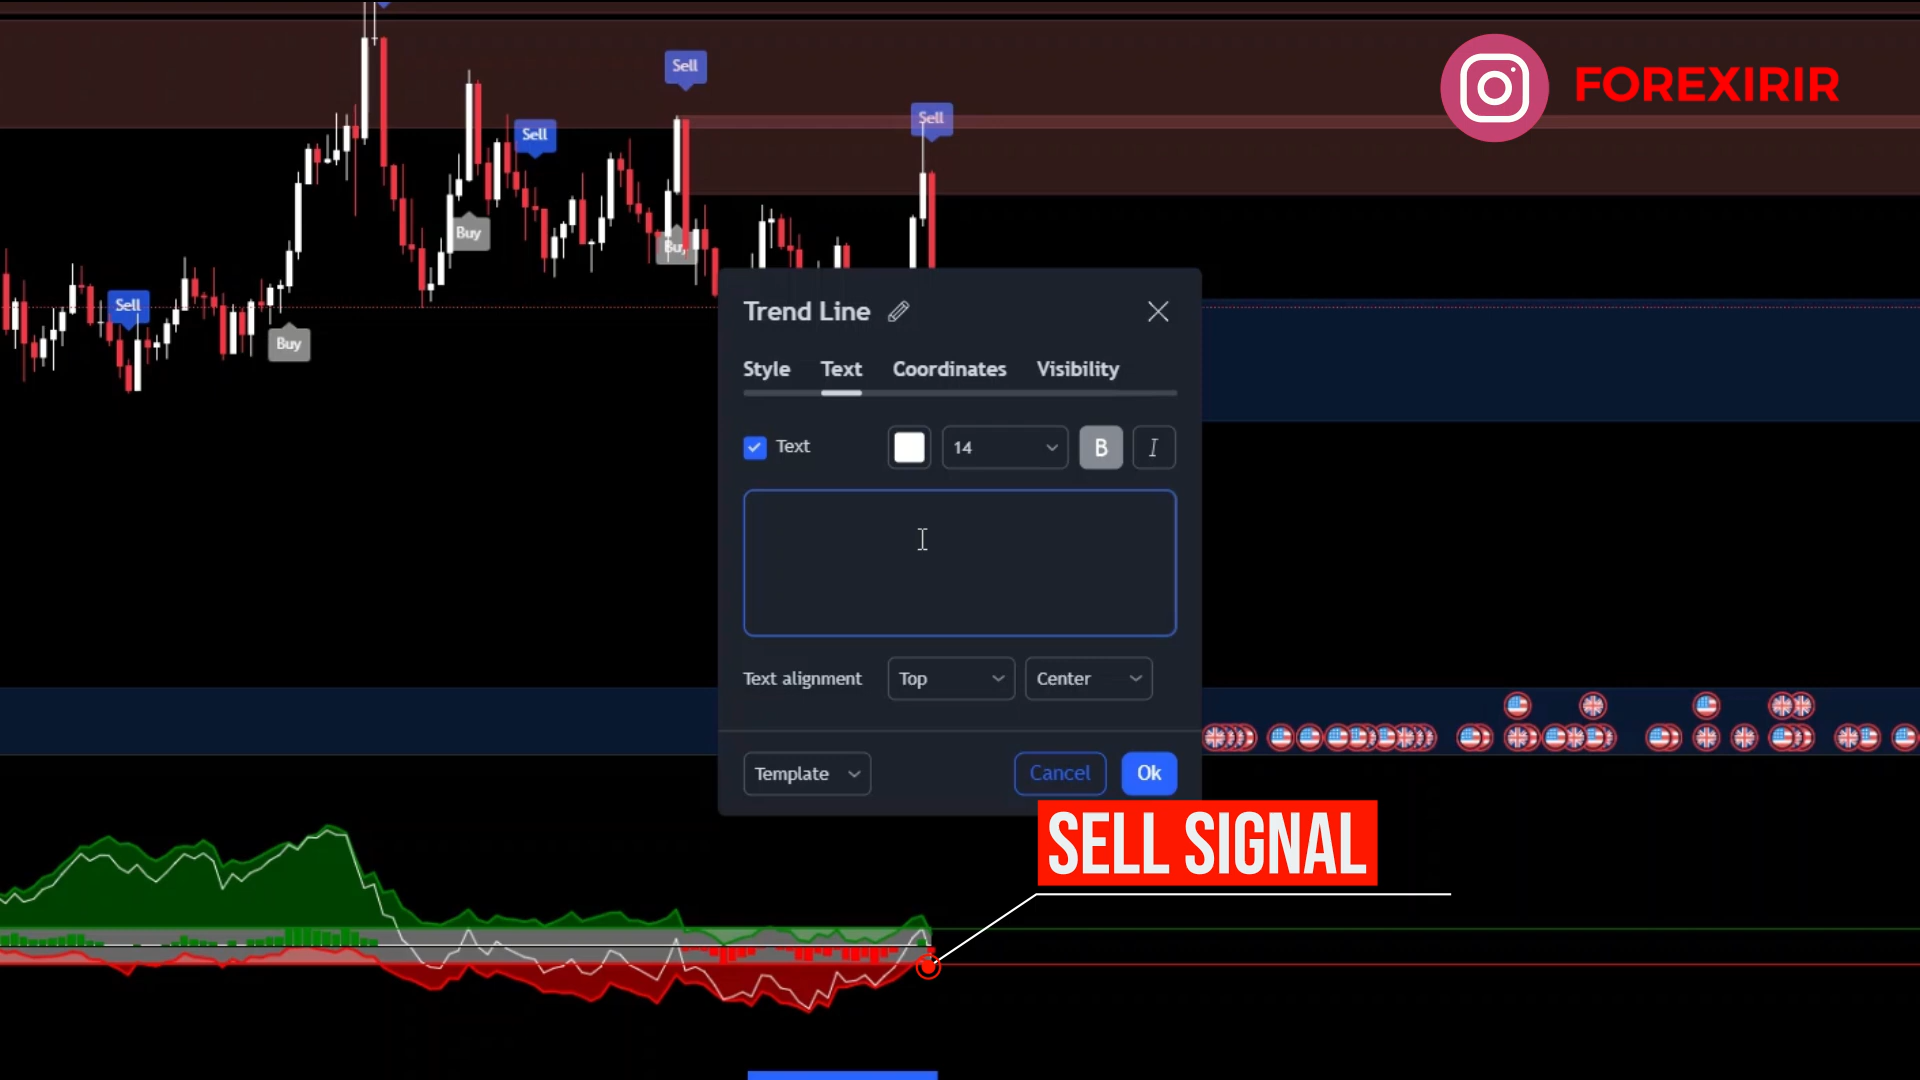 FOREXIRIR
Sell
Sell
Sell
Buy
Buy
Sell
Buy
Trend Line
Style Text Coordinates Visibility
Text 14 B I
Text alignment Top Center
Template Cancel Ok
SELL SIGNAL